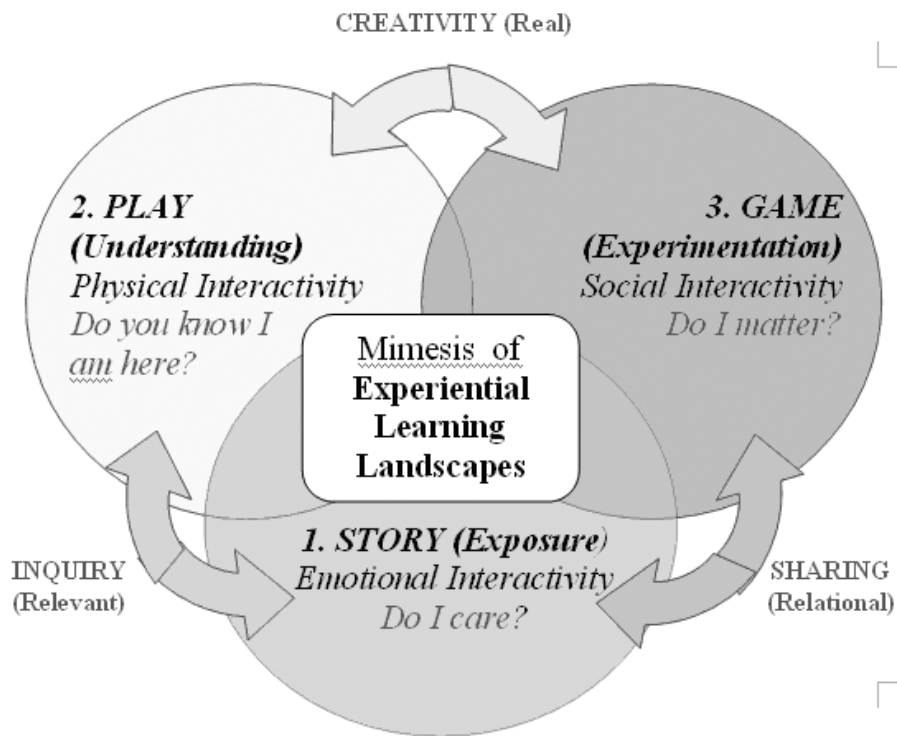 CREATIVITY (Real)
2. PLAY
(Understanding)
Physical Interactivity
Do you know I
am here?
3. GAME
(Experimentation)
Social Interactivity
Do I matter?
Mimesis of
Experiential
Learning
Landscapes
1. STORY (Exposure)
Emotional Interactivity
Do I care?
INQUIRY
(Relevant)
SHARING
(Relational)